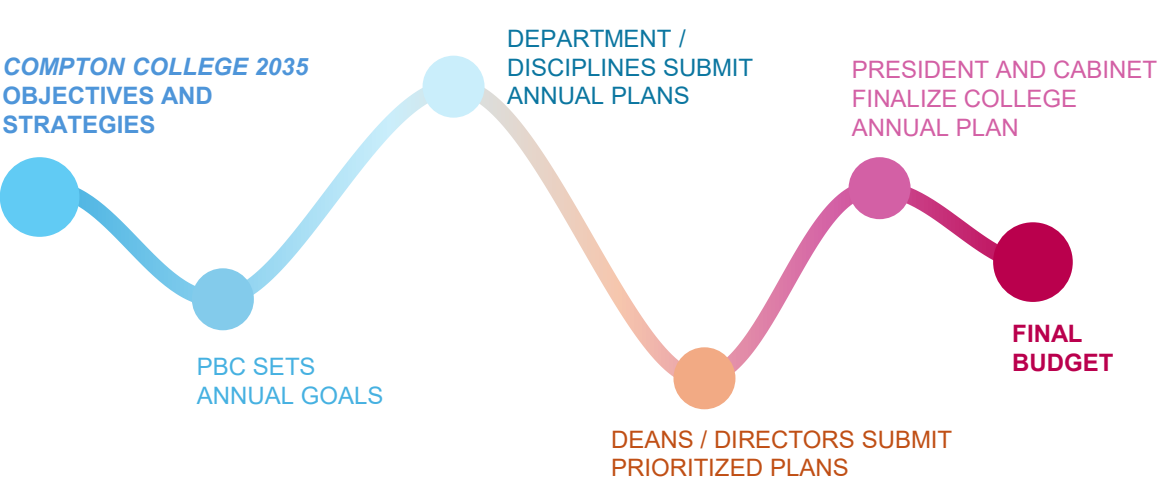 COMPTON COLLEGE 2035
OBJECTIVES AND
STRATEGIES
PBC SETS
ANNUAL GOALS
DEPARTMENT /
DISCIPLINES SUBMIT
ANNUAL PLANS
DEANS / DIRECTORS SUBMIT
PRIORITIZED PLANS
PRESIDENT AND CABINET
FINALIZE COLLEGE
ANNUAL PLAN
FINAL
BUDGET